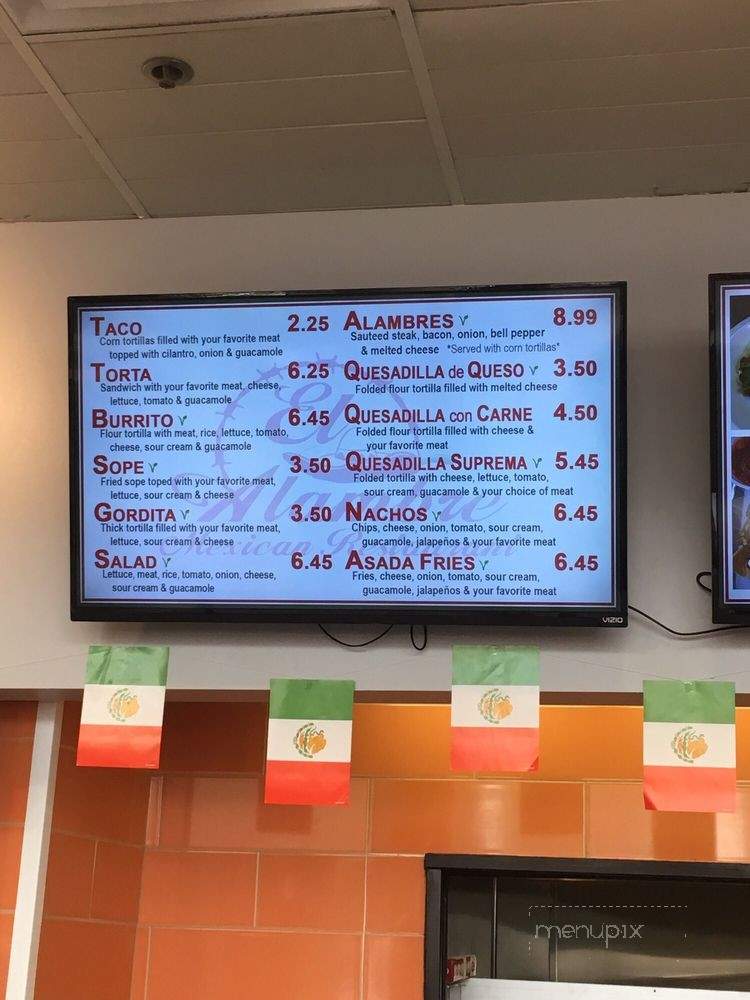 TACO 2.25
Corn tortillas filled with your favorite meat
topped with cilantro, onion & guacamole
TORTA 6.25
Sandwich with your favorite meat, cheese,
lettuce, tomato & guacamole
BURRITO 6.45
Flour tortilla with meat, rice, lettuce, tomato,
cheese, sour cream & guacamole
SOPE 3.50
Fried sope toped with your favorite meat,
lettuce, sour cream & cheese
GORDITA 3.50
Thick tortilla filled with your favorite meat,
lettuce, sour cream & cheese
SALAD 6.45
Lettuce, meat, rice, tomato, onion, cheese,
sour cream & guacamole
ALAMBRES 8.99
Sauteed steak, bacon, onion, bell pepper
& melted cheese *Served with corn tortillas*
QUESADILLA de QUESO 3.50
Folded flour tortilla filled with melted cheese
QUESADILLA con CARNE 4.50
Folded flour tortilla filled with cheese &
your favorite meat
QUESADILLA SUPREMA 5.45
Folded tortilla with cheese, lettuce, tomato,
sour cream, guacamole & your choice of meat
NACHOS 6.45
Chips, cheese, onion, tomato, sour cream,
guacamole, jalapeños & your favorite meat
ASADA FRIES 6.45
Fries, cheese, onion, tomato, sour cream,
guacamole, jalapeños & your favorite meat
El
Alambre
Mexican Restaurant
VIZIO
menupix